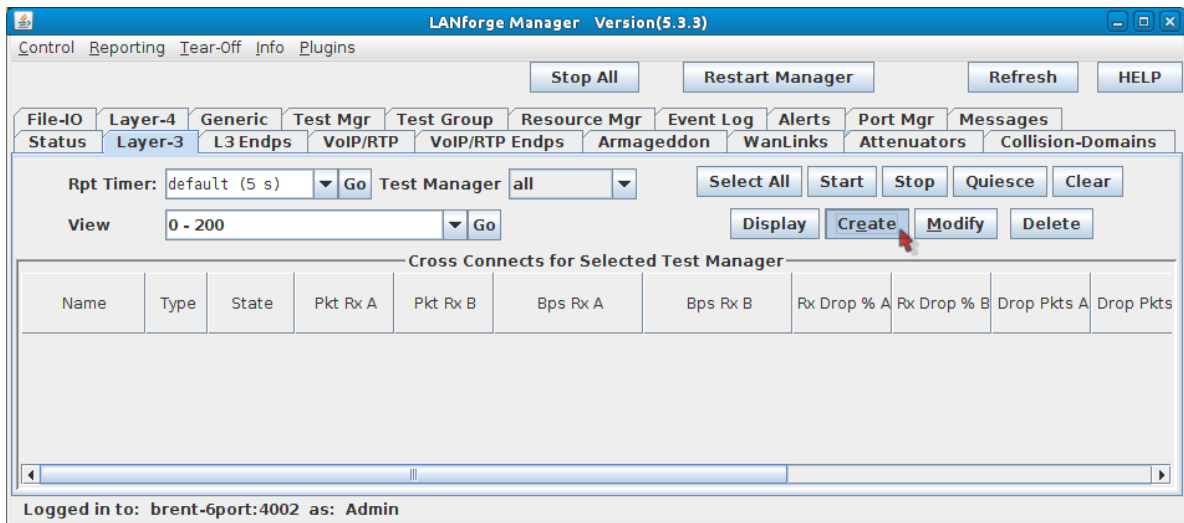 LANforge Manager Version(5.3.3)
Control Reporting Tear-Off Info Plugins
Stop All Restart Manager Refresh HELP
File-IO Layer-4 Generic Test Mgr Test Group Resource Mgr Event Log Alerts Port Mgr Messages
Status Layer-3 L3 Endps VoIP/RTP VoIP/RTP Endps Armageddon WanLinks Attenuators Collision-Domains
Rpt Timer: default (5 s) Go Test Manager all Select All Start Stop Quiesce Clear
View 0 - 200 Go Display Create Modify Delete
Cross Connects for Selected Test Manager
Name Type State Pkt Rx A Pkt Rx B Bps Rx A Bps Rx B Rx Drop % A Rx Drop % B Drop Pkts A Drop Pkts
Logged in to: brent-6port:4002 as: Admin